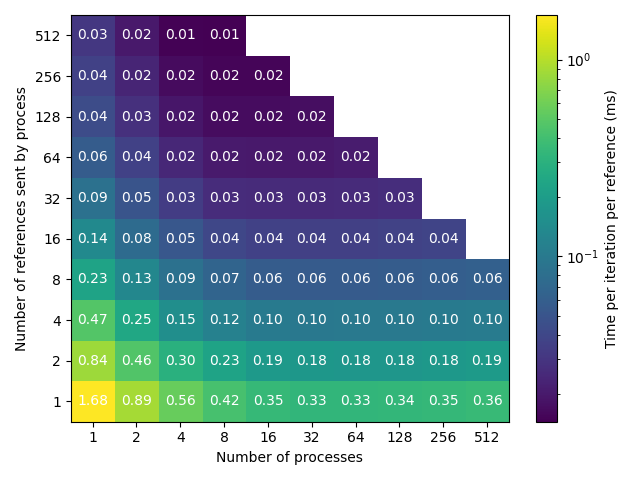 Number of references sent by process
512 0.03 0.02 0.01 0.01
256 0.04 0.02 0.02 0.02 0.02
128 0.04 0.03 0.02 0.02 0.02 0.02
64 0.06 0.04 0.02 0.02 0.02 0.02 0.02
32 0.09 0.05 0.03 0.03 0.03 0.03 0.03 0.03
16 0.14 0.08 0.05 0.04 0.04 0.04 0.04 0.04 0.04
8 0.23 0.13 0.09 0.07 0.06 0.06 0.06 0.06 0.06 0.06
4 0.47 0.25 0.15 0.12 0.10 0.10 0.10 0.10 0.10 0.10
2 0.84 0.46 0.30 0.23 0.19 0.18 0.18 0.18 0.18 0.19
1 1.68 0.89 0.56 0.42 0.35 0.33 0.33 0.34 0.35 0.36
1 2 4 8 16 32 64 128 256 512
Number of processes
10⁰
10⁻¹
Time per iteration per reference (ms)